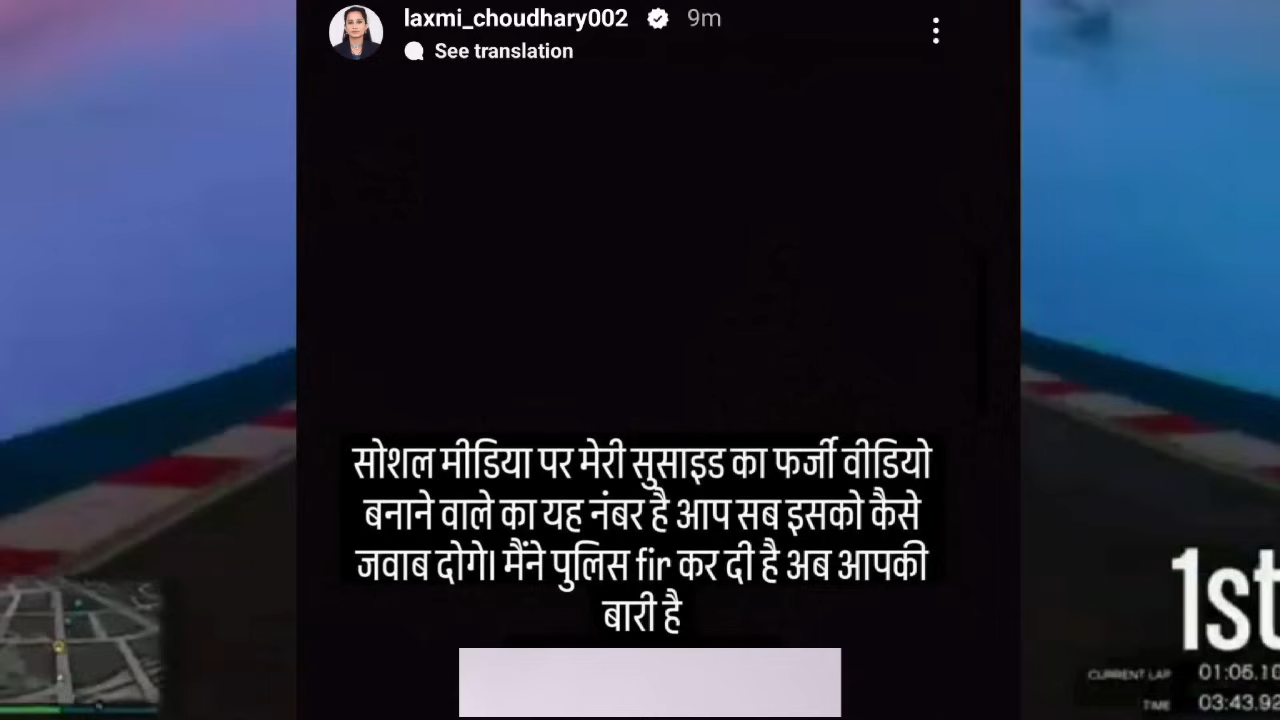 laxmi_choudhary002 9m
See translation
सोशल मीडिया पर मेरी सुसाइड का फर्जी वीडियो
बनाने वाले का यह नंबर है आप सब इसको कैसे
जवाब दोगे। मैंने पुलिस fir कर दी है अब आपकी
बारी है
1st
CURRENT LAP 01:06.10
TIME 03:43.92